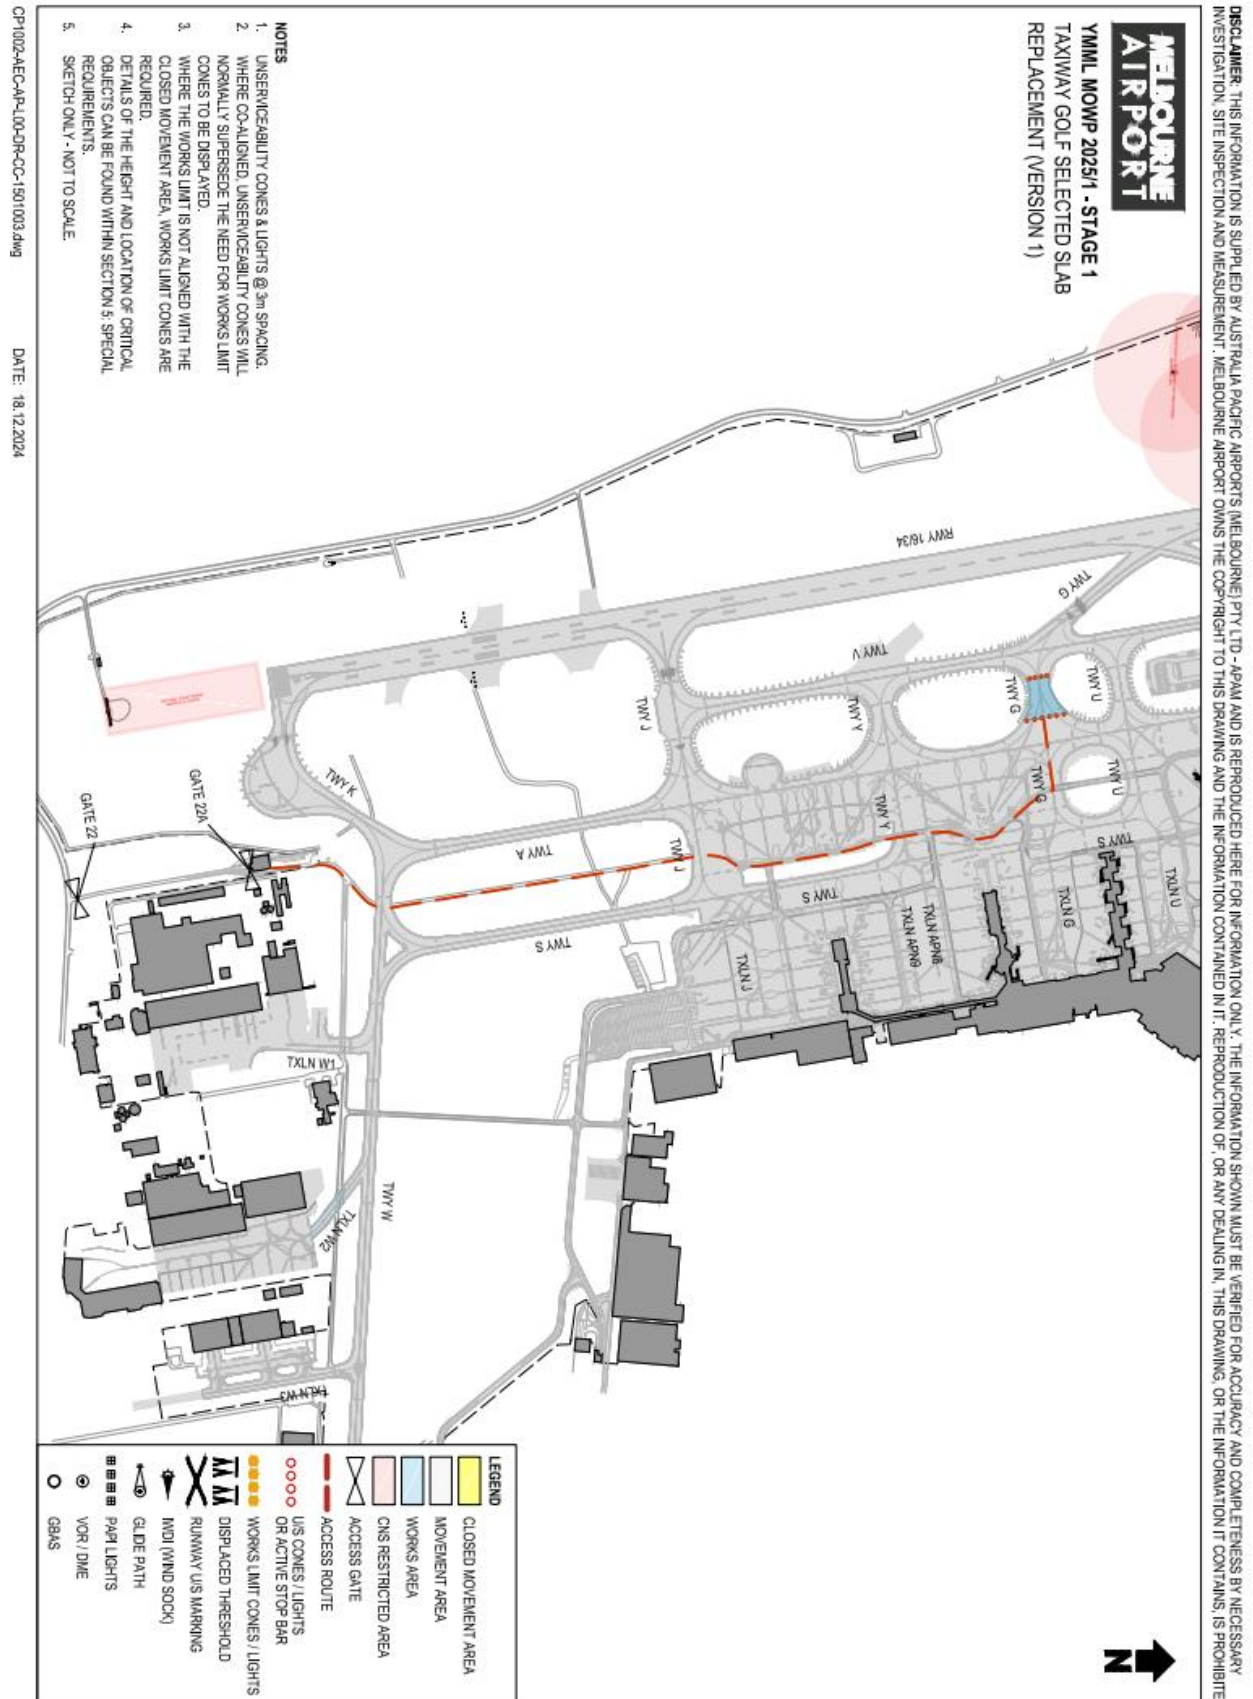 DISCLAIMER: THIS INFORMATION IS SUPPLIED BY AUSTRALIA PACIFIC AIRPORTS (MELBOURNE) PTY LTD - APAM AND IS REPRODUCED HERE FOR INFORMATION ONLY. THE INFORMATION SHOWN MUST BE VERIFIED FOR ACCURACY AND COMPLETENESS BY NECESSARY
INVESTIGATION, SITE INSPECTION AND MEASUREMENT. MELBOURNE AIRPORT OWNS THE COPYRIGHT TO THIS DRAWING AND THE INFORMATION CONTAINED IN IT. REPRODUCTION OF, OR ANY DEALING IN, THIS DRAWING, OR THE INFORMATION IT CONTAINS, IS PROHIBITE
MELBOURNE
AIRPORT
YMML MOWP 2025/1 - STAGE 1
TAXIWAY GOLF SELECTED SLAB
REPLACEMENT (VERSION 1)
RWY 16/34
TWY G
TWY V
TWY U
TWY G
TWY Y
TWY J
TWY U
TWY G
TWY Y
TWY S
TWY K
TWY A
TWY J
TWY S
TXLN U
TXLN G
TXLN APN8
TXLN APN9
TWY S
TXLN J
GATE 22A
GATE 22
TXLN W1
TWY W
TXLN W2
TXLN W3
NOTES
1. UNSERVICEABILITY CONES & LIGHTS @ 3m SPACING.
2. WHERE CO-ALIGNED, UNSERVICEABILITY CONES WILL
NORMALLY SUPERSEDE THE NEED FOR WORKS LIMIT
CONES TO BE DISPLAYED.
3. WHERE THE WORKS LIMIT IS NOT ALIGNED WITH THE
CLOSED MOVEMENT AREA, WORKS LIMIT CONES ARE
REQUIRED.
4. DETAILS OF THE HEIGHT AND LOCATION OF CRITICAL
OBJECTS CAN BE FOUND WITHIN SECTION 5: SPECIAL
REQUIREMENTS.
5. SKETCH ONLY - NOT TO SCALE.
LEGEND
CLOSED MOVEMENT AREA
MOVEMENT AREA
WORKS AREA
CNS RESTRICTED AREA
ACCESS GATE
ACCESS ROUTE
U/S CONES / LIGHTS
OR ACTIVE STOP BAR
WORKS LIMIT CONES / LIGHTS
DISPLACED THRESHOLD
RUNWAY U/S MARKING
IWDI (WIND SOCK)
GLIDE PATH
PAPI LIGHTS
VOR / DME
GBAS
N
CP1002-AEC-AP-L00-DR-CC-1501003.dwg
DATE: 18.12.2024